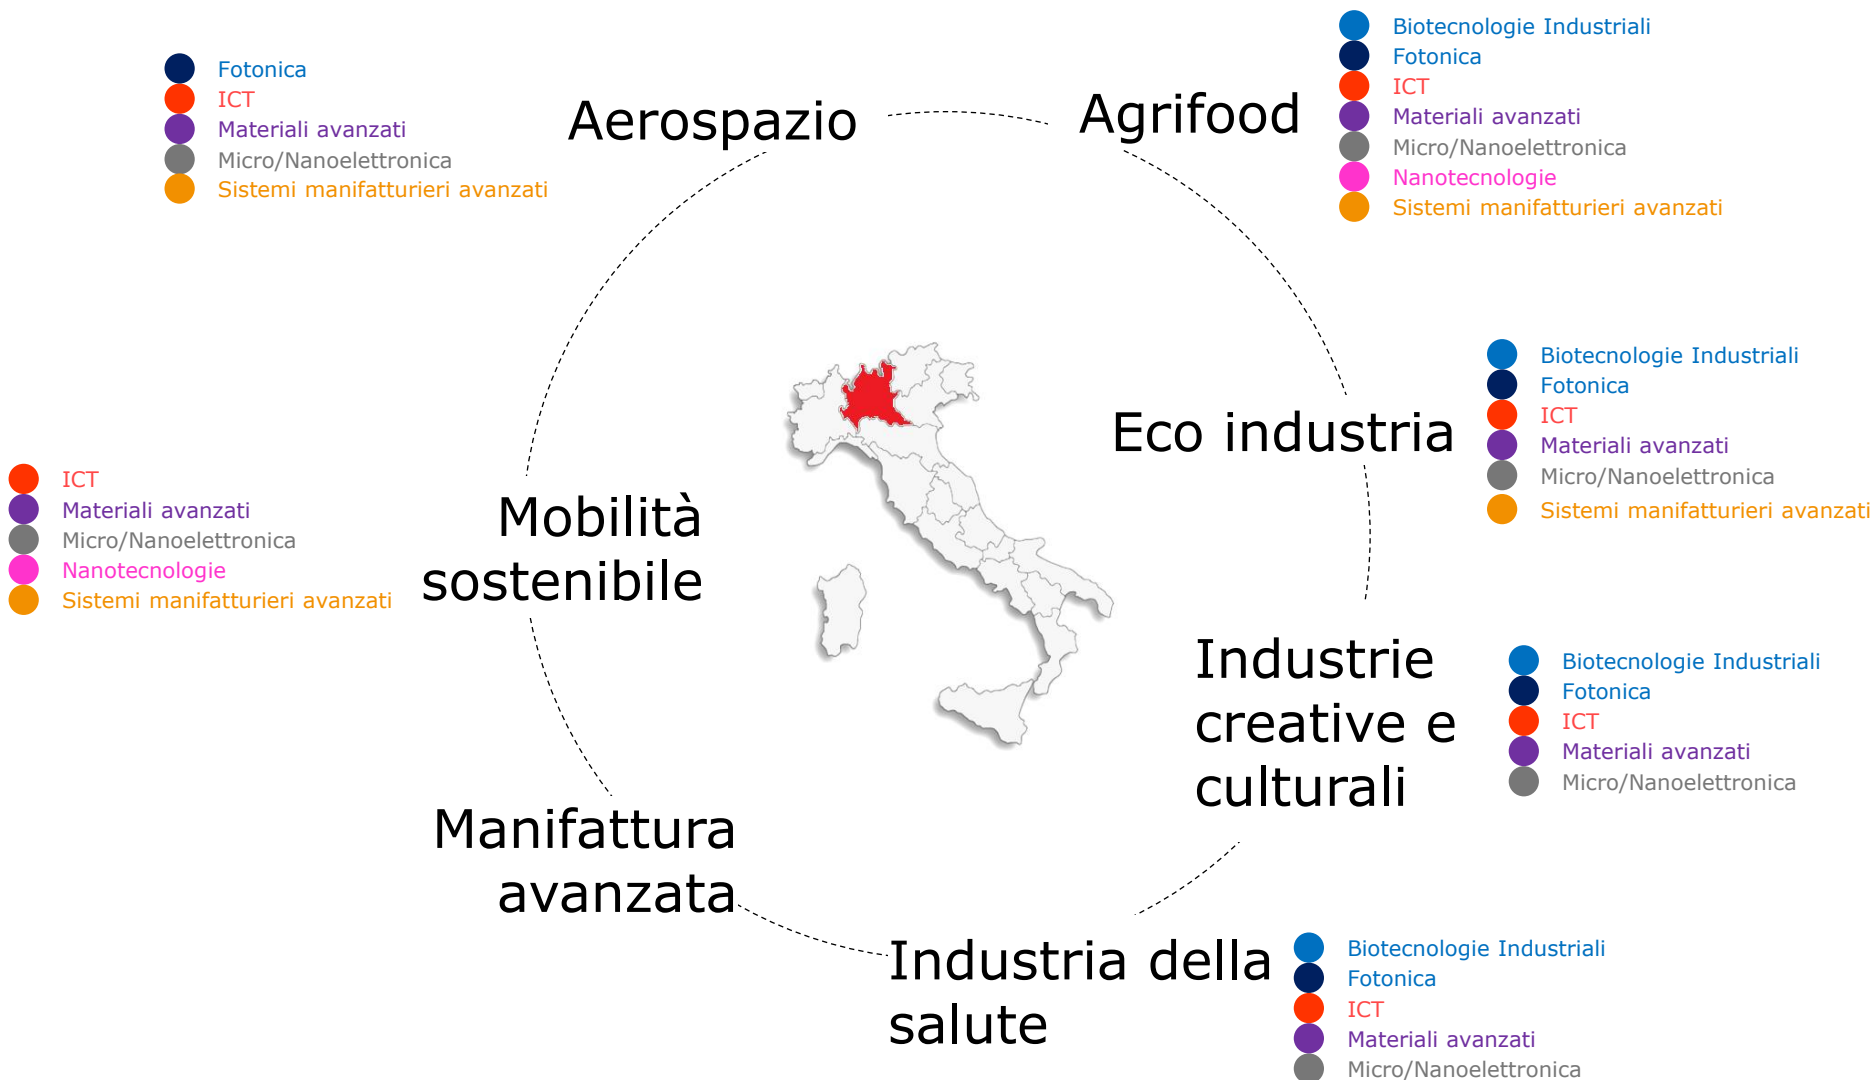 Fotonica
ICT
Materiali avanzati
Micro/Nanoelettronica
Sistemi manifatturieri avanzati
Aerospazio
Agrifood
Biotecnologie Industriali
Fotonica
ICT
Materiali avanzati
Micro/Nanoelettronica
Nanotecnologie
Sistemi manifatturieri avanzati
Eco industria
Biotecnologie Industriali
Fotonica
ICT
Materiali avanzati
Micro/Nanoelettronica
Sistemi manifatturieri avanzati
ICT
Materiali avanzati
Micro/Nanoelettronica
Nanotecnologie
Sistemi manifatturieri avanzati
Mobilità
sostenibile
Industrie
creative e
culturali
Biotecnologie Industriali
Fotonica
ICT
Materiali avanzati
Micro/Nanoelettronica
Manifattura
avanzata
Industria della
salute
Biotecnologie Industriali
Fotonica
ICT
Materiali avanzati
Micro/Nanoelettronica